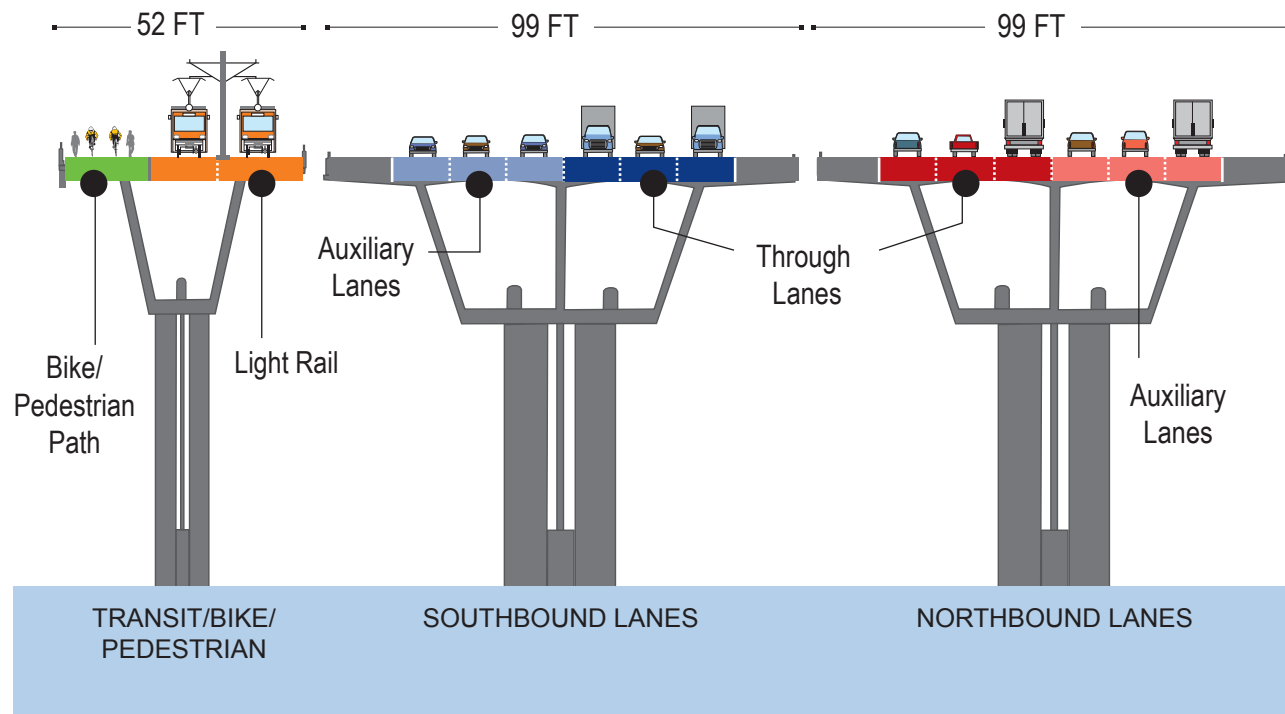 52 FT
99 FT
99 FT
Auxiliary
Lanes
Through
Lanes
Bike/
Pedestrian
Path
Light Rail
Auxiliary
Lanes
TRANSIT/BIKE/
PEDESTRIAN
SOUTHBOUND LANES
NORTHBOUND LANES